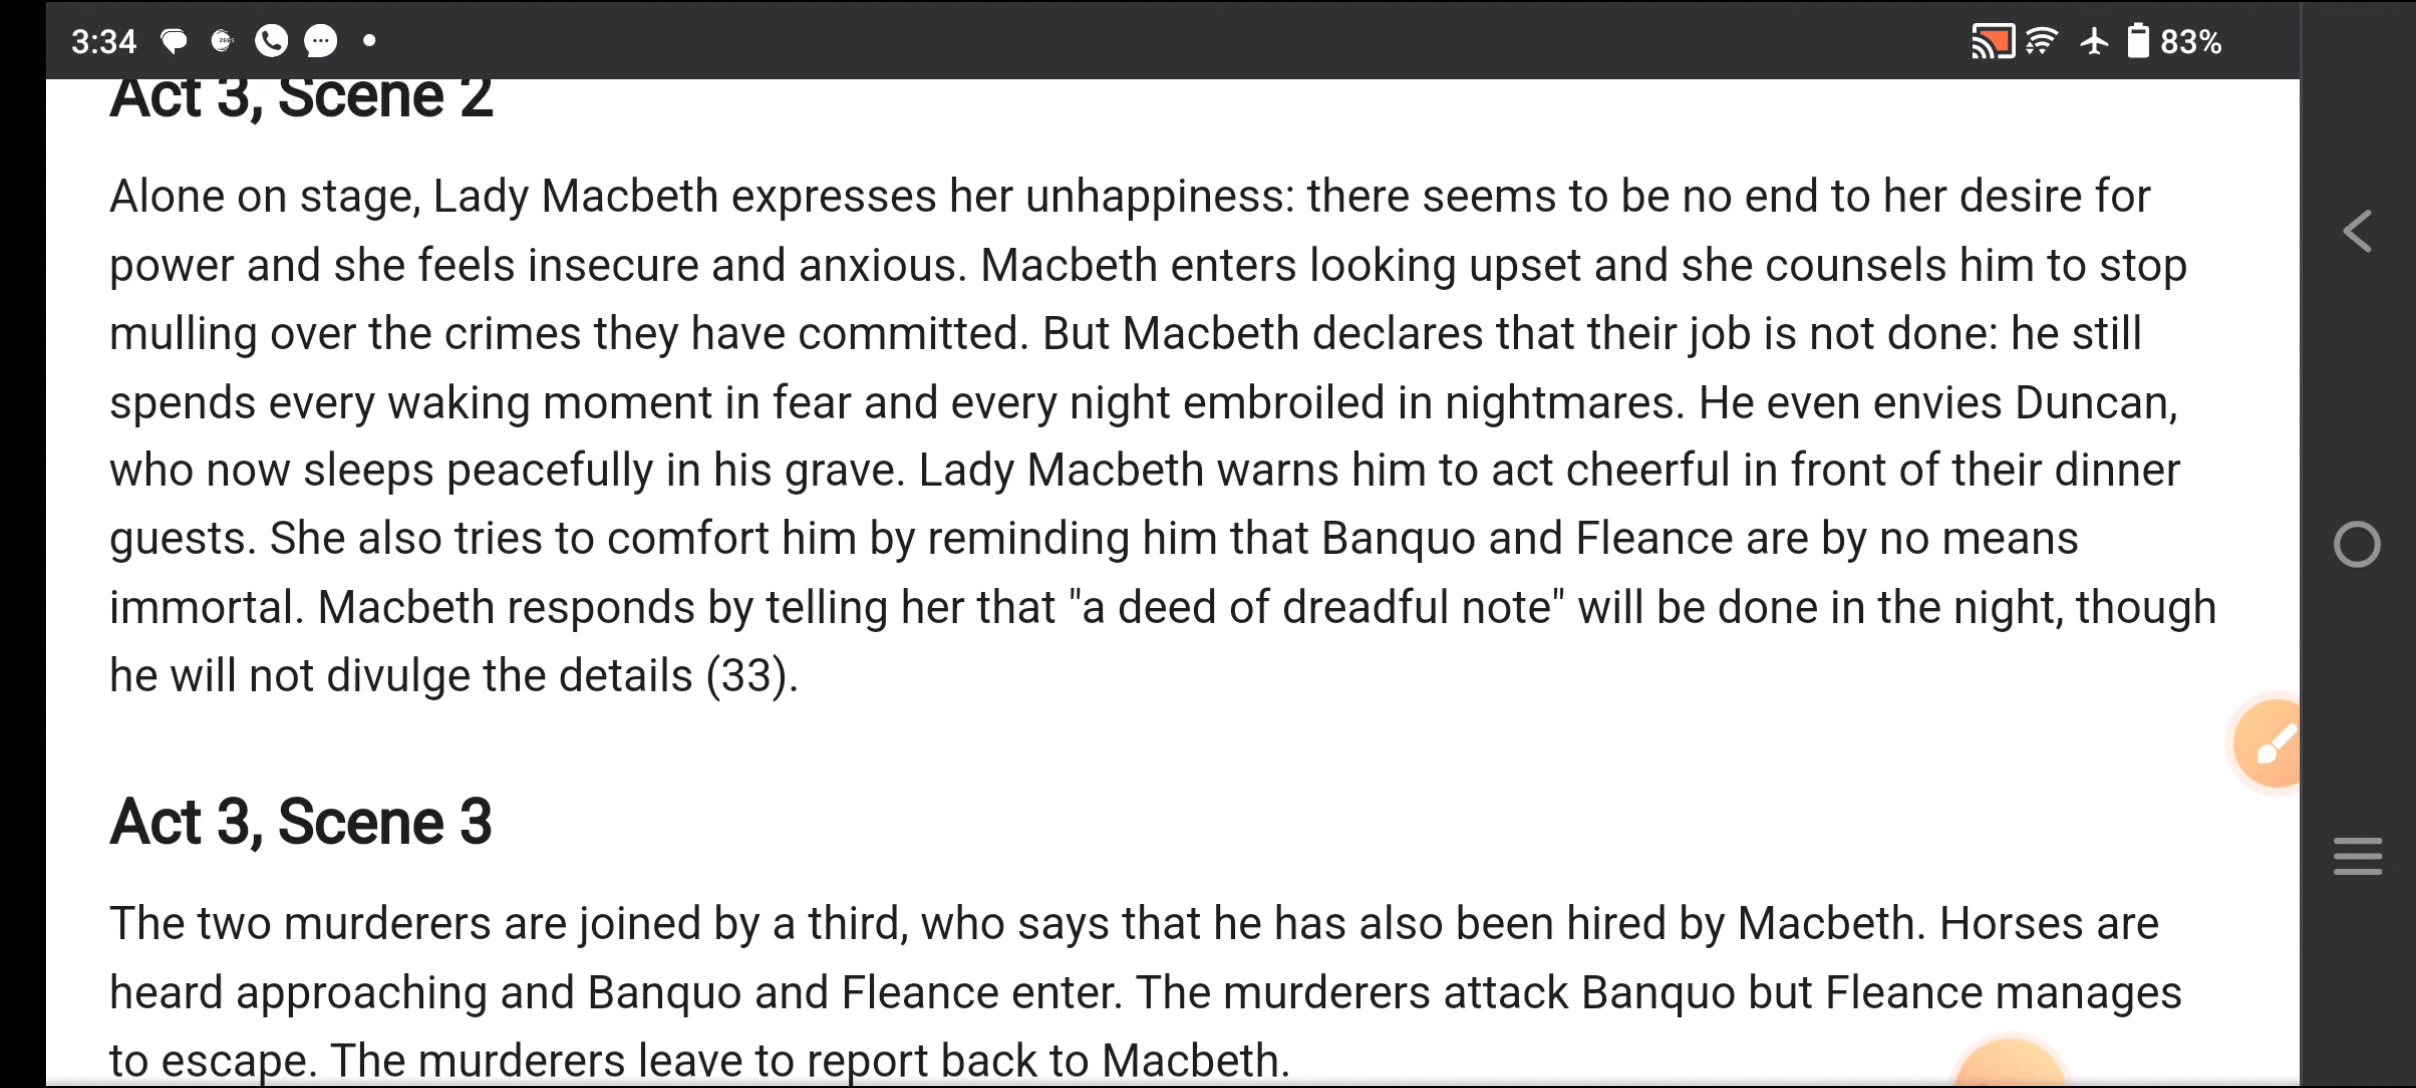 3:34
83%
Act 3, Scene 2
Alone on stage, Lady Macbeth expresses her unhappiness: there seems to be no end to her desire for
power and she feels insecure and anxious. Macbeth enters looking upset and she counsels him to stop
mulling over the crimes they have committed. But Macbeth declares that their job is not done: he still
spends every waking moment in fear and every night embroiled in nightmares. He even envies Duncan,
who now sleeps peacefully in his grave. Lady Macbeth warns him to act cheerful in front of their dinner
guests. She also tries to comfort him by reminding him that Banquo and Fleance are by no means
immortal. Macbeth responds by telling her that "a deed of dreadful note" will be done in the night, though
he will not divulge the details (33).
Act 3, Scene 3
The two murderers are joined by a third, who says that he has also been hired by Macbeth. Horses are
heard approaching and Banquo and Fleance enter. The murderers attack Banquo but Fleance manages
to escape. The murderers leave to report back to Macbeth.